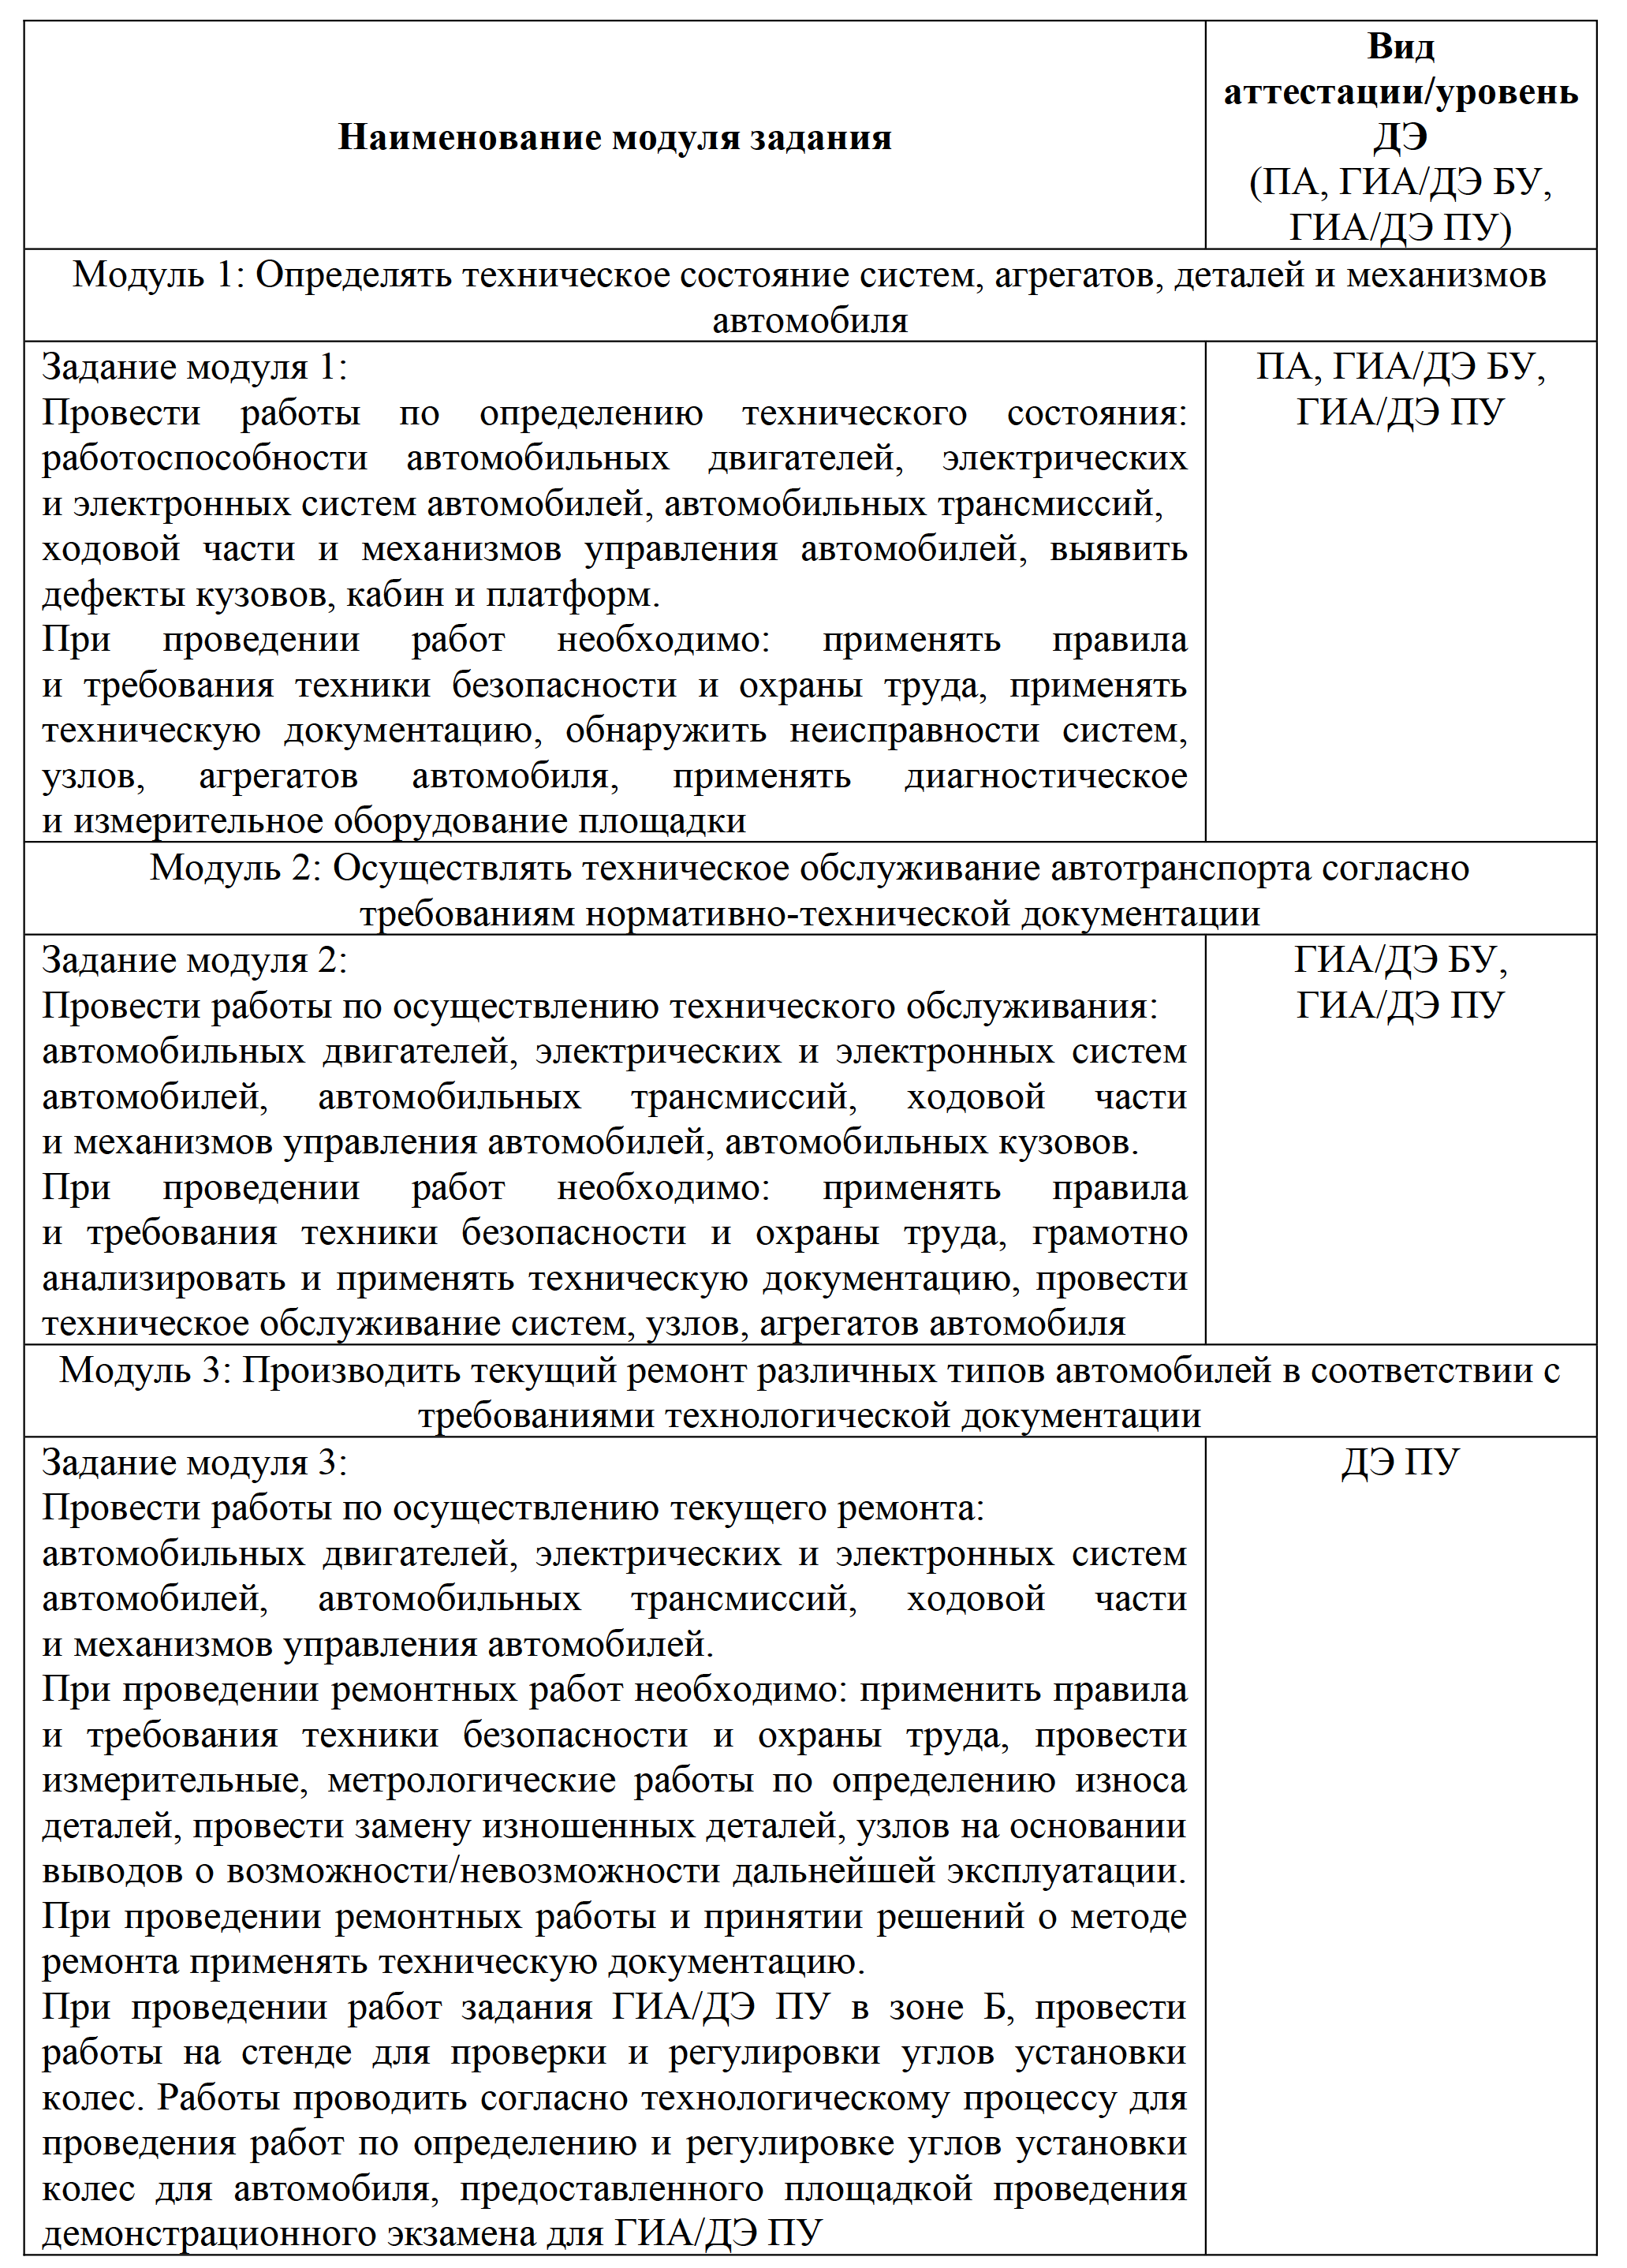 Наименование модуля задания
Вид
аттестации/уровень
ДЭ
(ПА, ГИА/ДЭ БУ,
ГИА/ДЭ ПУ)
Модуль 1: Определять техническое состояние систем, агрегатов, деталей и механизмов
автомобиля
Задание модуля 1:
Провести работы по определению технического состояния:
работоспособности автомобильных двигателей, электрических
и электронных систем автомобилей, автомобильных трансмиссий,
ходовой части и механизмов управления автомобилей, выявить
дефекты кузовов, кабин и платформ.
При проведении работ необходимо: применять правила
и требования техники безопасности и охраны труда, применять
техническую документацию, обнаружить неисправности систем,
узлов, агрегатов автомобиля, применять диагностическое
и измерительное оборудование площадки
ПА, ГИА/ДЭ БУ,
ГИА/ДЭ ПУ
Модуль 2: Осуществлять техническое обслуживание автотранспорта согласно
требованиям нормативно-технической документации
Задание модуля 2:
Провести работы по осуществлению технического обслуживания:
автомобильных двигателей, электрических и электронных систем
автомобилей, автомобильных трансмиссий, ходовой части
и механизмов управления автомобилей, автомобильных кузовов.
При проведении работ необходимо: применять правила
и требования техники безопасности и охраны труда, грамотно
анализировать и применять техническую документацию, провести
техническое обслуживание систем, узлов, агрегатов автомобиля
ГИА/ДЭ БУ,
ГИА/ДЭ ПУ
Модуль 3: Производить текущий ремонт различных типов автомобилей в соответствии с
требованиями технологической документации
Задание модуля 3:
Провести работы по осуществлению текущего ремонта:
автомобильных двигателей, электрических и электронных систем
автомобилей, автомобильных трансмиссий, ходовой части
и механизмов управления автомобилей.
При проведении ремонтных работ необходимо: применить правила
и требования техники безопасности и охраны труда, провести
измерительные, метрологические работы по определению износа
деталей, провести замену изношенных деталей, узлов на основании
выводов о возможности/невозможности дальнейшей эксплуатации.
При проведении ремонтных работы и принятии решений о методе
ремонта применять техническую документацию.
При проведении работ задания ГИА/ДЭ ПУ в зоне Б, провести
работы на стенде для проверки и регулировки углов установки
колес. Работы проводить согласно технологическому процессу для
проведения работ по определению и регулировке углов установки
колес для автомобиля, предоставленного площадкой проведения
демонстрационного экзамена для ГИА/ДЭ ПУ
ДЭ ПУ